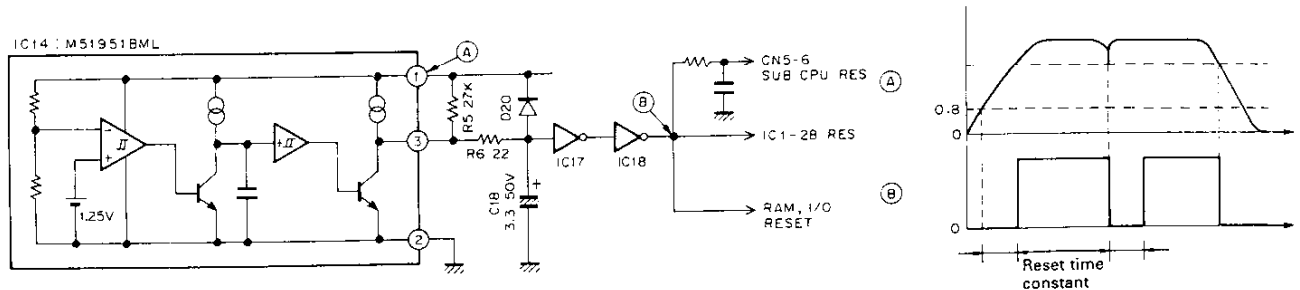 IC14 : M51951BML
A
1
CN5-6
SUB CPU RES
R5 27K
D20
1.25V
3
R6 22
IC17
IC18
B
IC1-28 RES
C18
3.3 50V
+
RAM, I/O
RESET
2
A
0.8
0
B
0
Reset time
constant